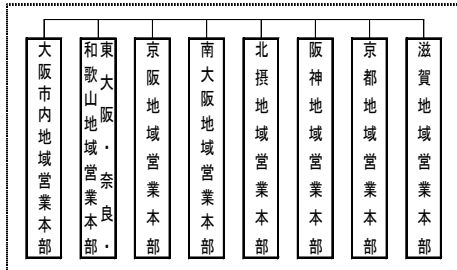 大阪市内地域営業本部
東大阪・奈良・
和歌山地域営業本部
京阪地域営業本部
南大阪地域営業本部
北摂地域営業本部
阪神地域営業本部
京都地域営業本部
滋賀地域営業本部